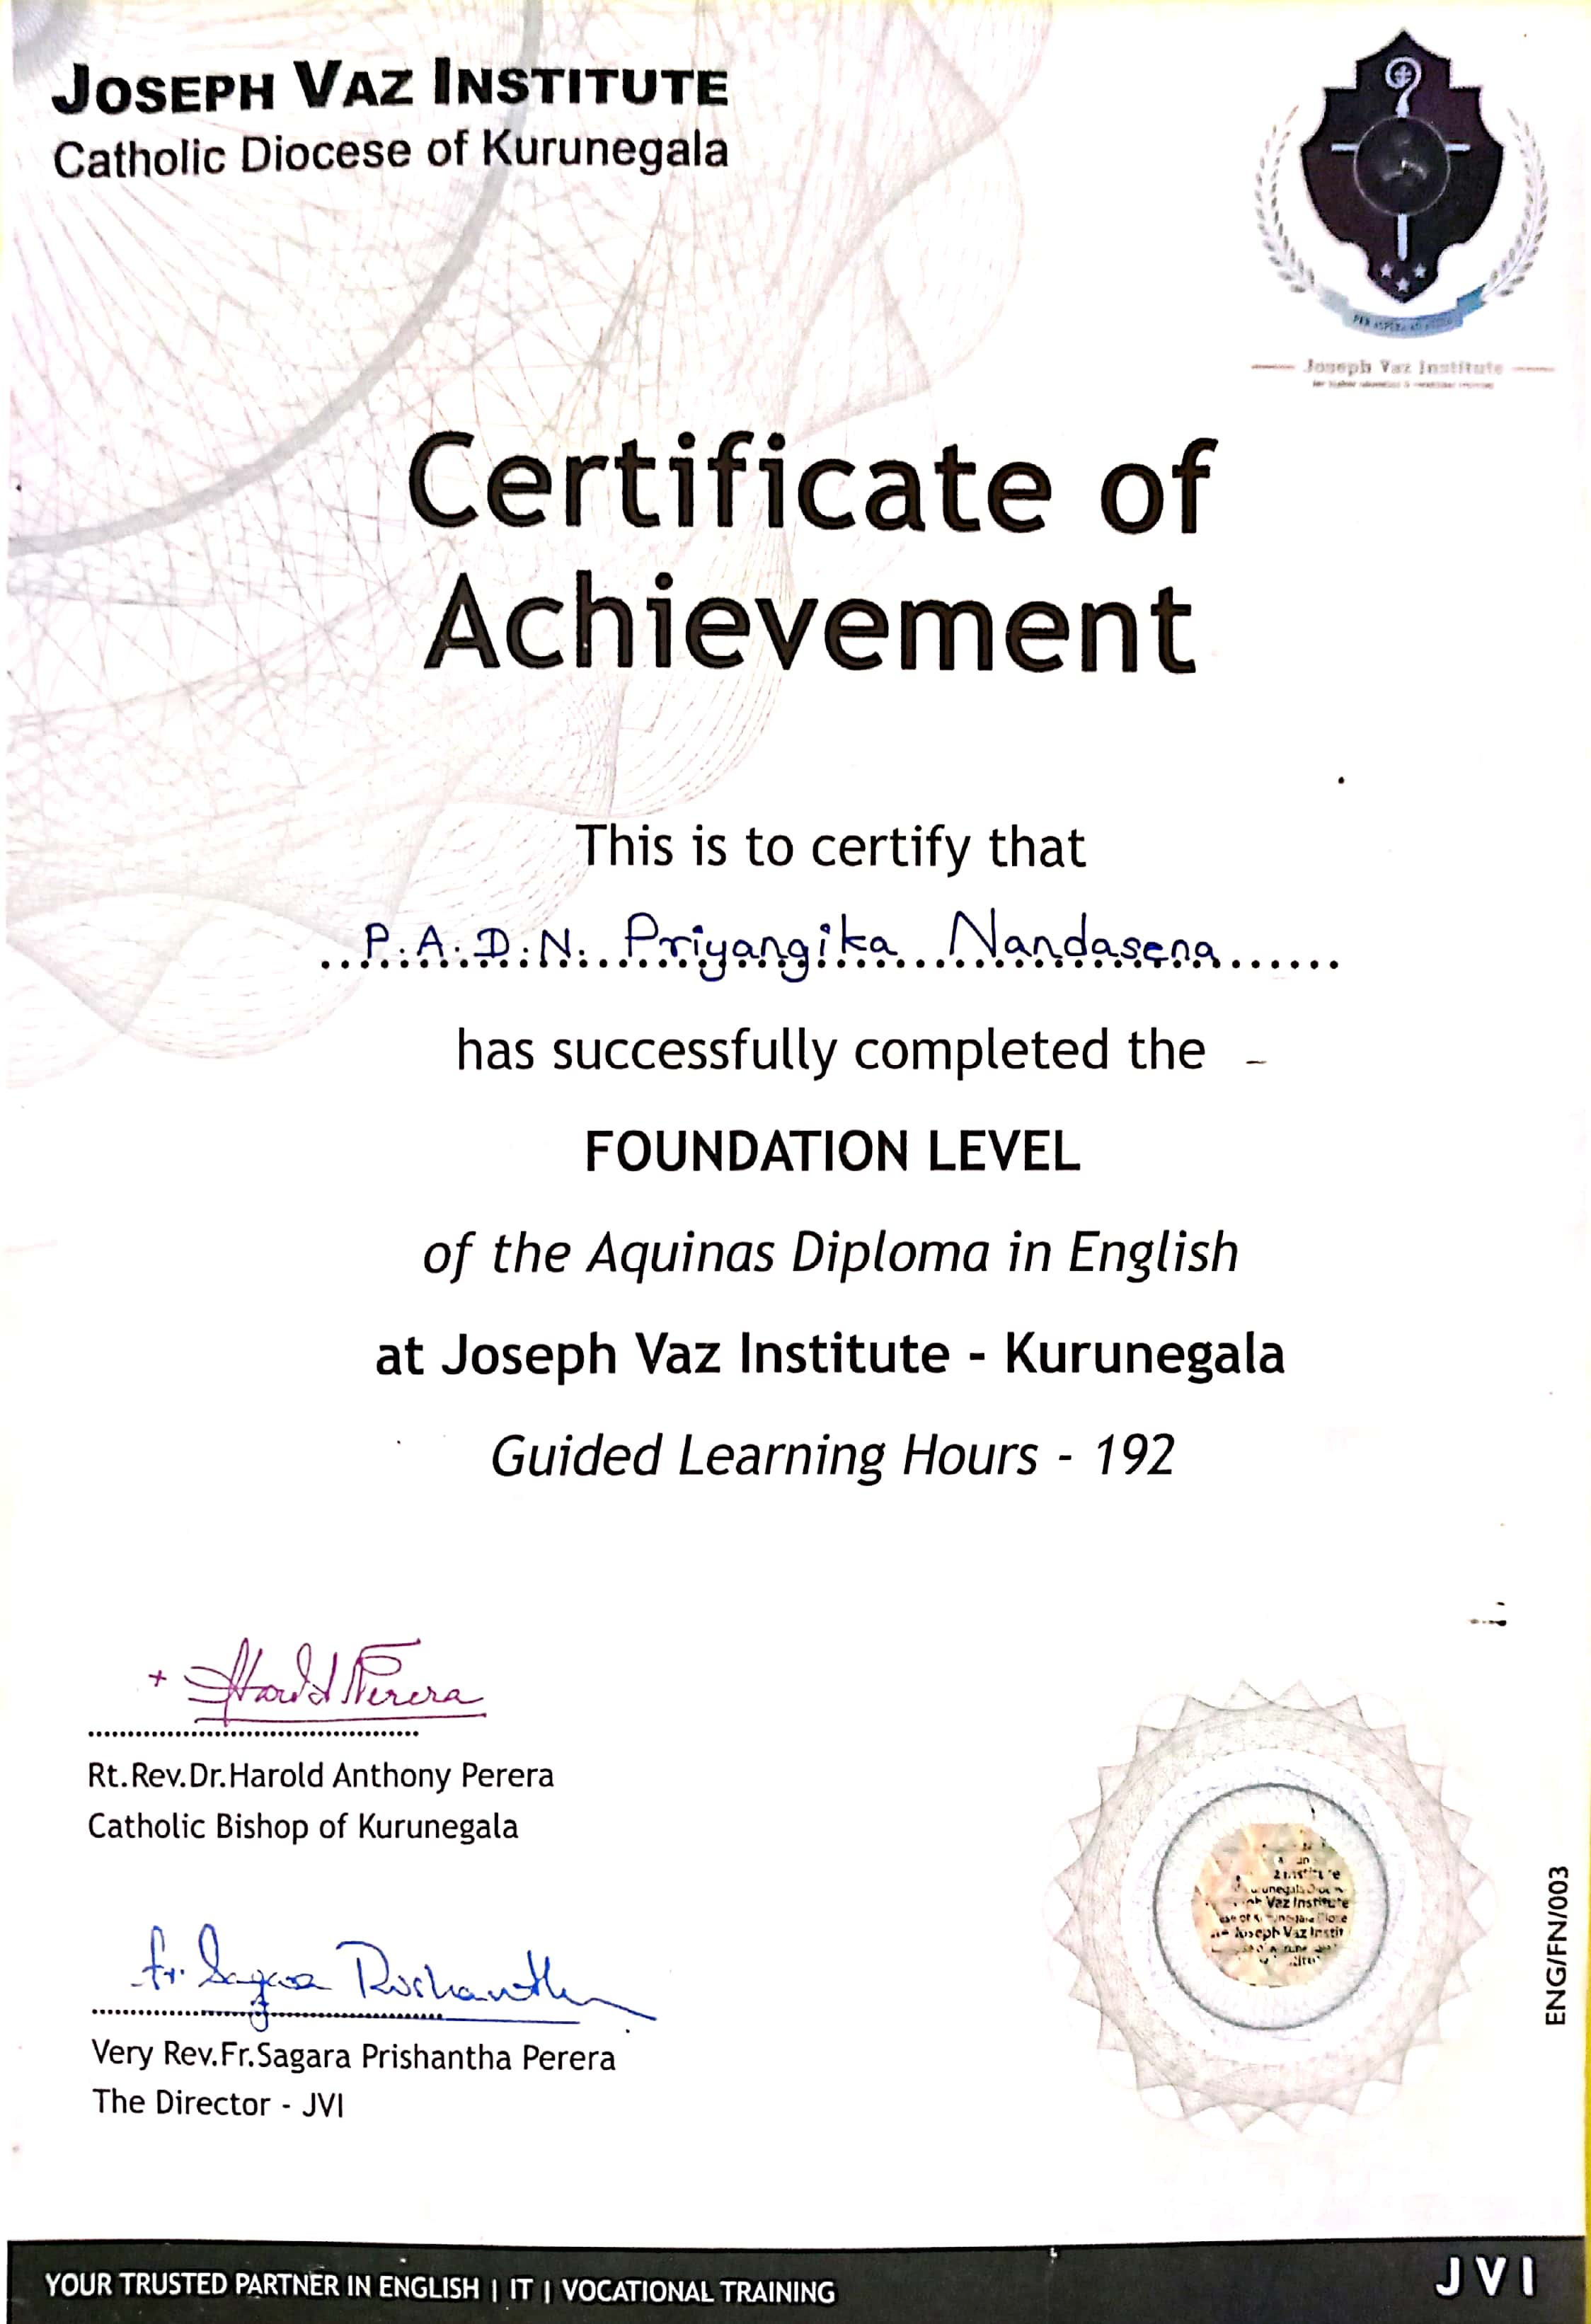 JOSEPH VAZ INSTITUTE
Catholic Diocese of Kurunegala
Joseph Vaz Institute
Certificate of
Achievement
This is to certify that
P.A.D.N. Priyangika Nandasena
has successfully completed the
FOUNDATION LEVEL
of the Aquinas Diploma in English
at Joseph Vaz Institute - Kurunegala
Guided Learning Hours - 192
+ Harold Perera
Rt.Rev.Dr.Harold Anthony Perera
Catholic Bishop of Kurunegala
Fr. Sagara Prishantha
Very Rev.Fr.Sagara Prishantha Perera
The Director - JVI
Vaz Institute
Joseph Vaz Instit
ENG/FN/003
YOUR TRUSTED PARTNER IN ENGLISH | IT | VOCATIONAL TRAINING
JVI